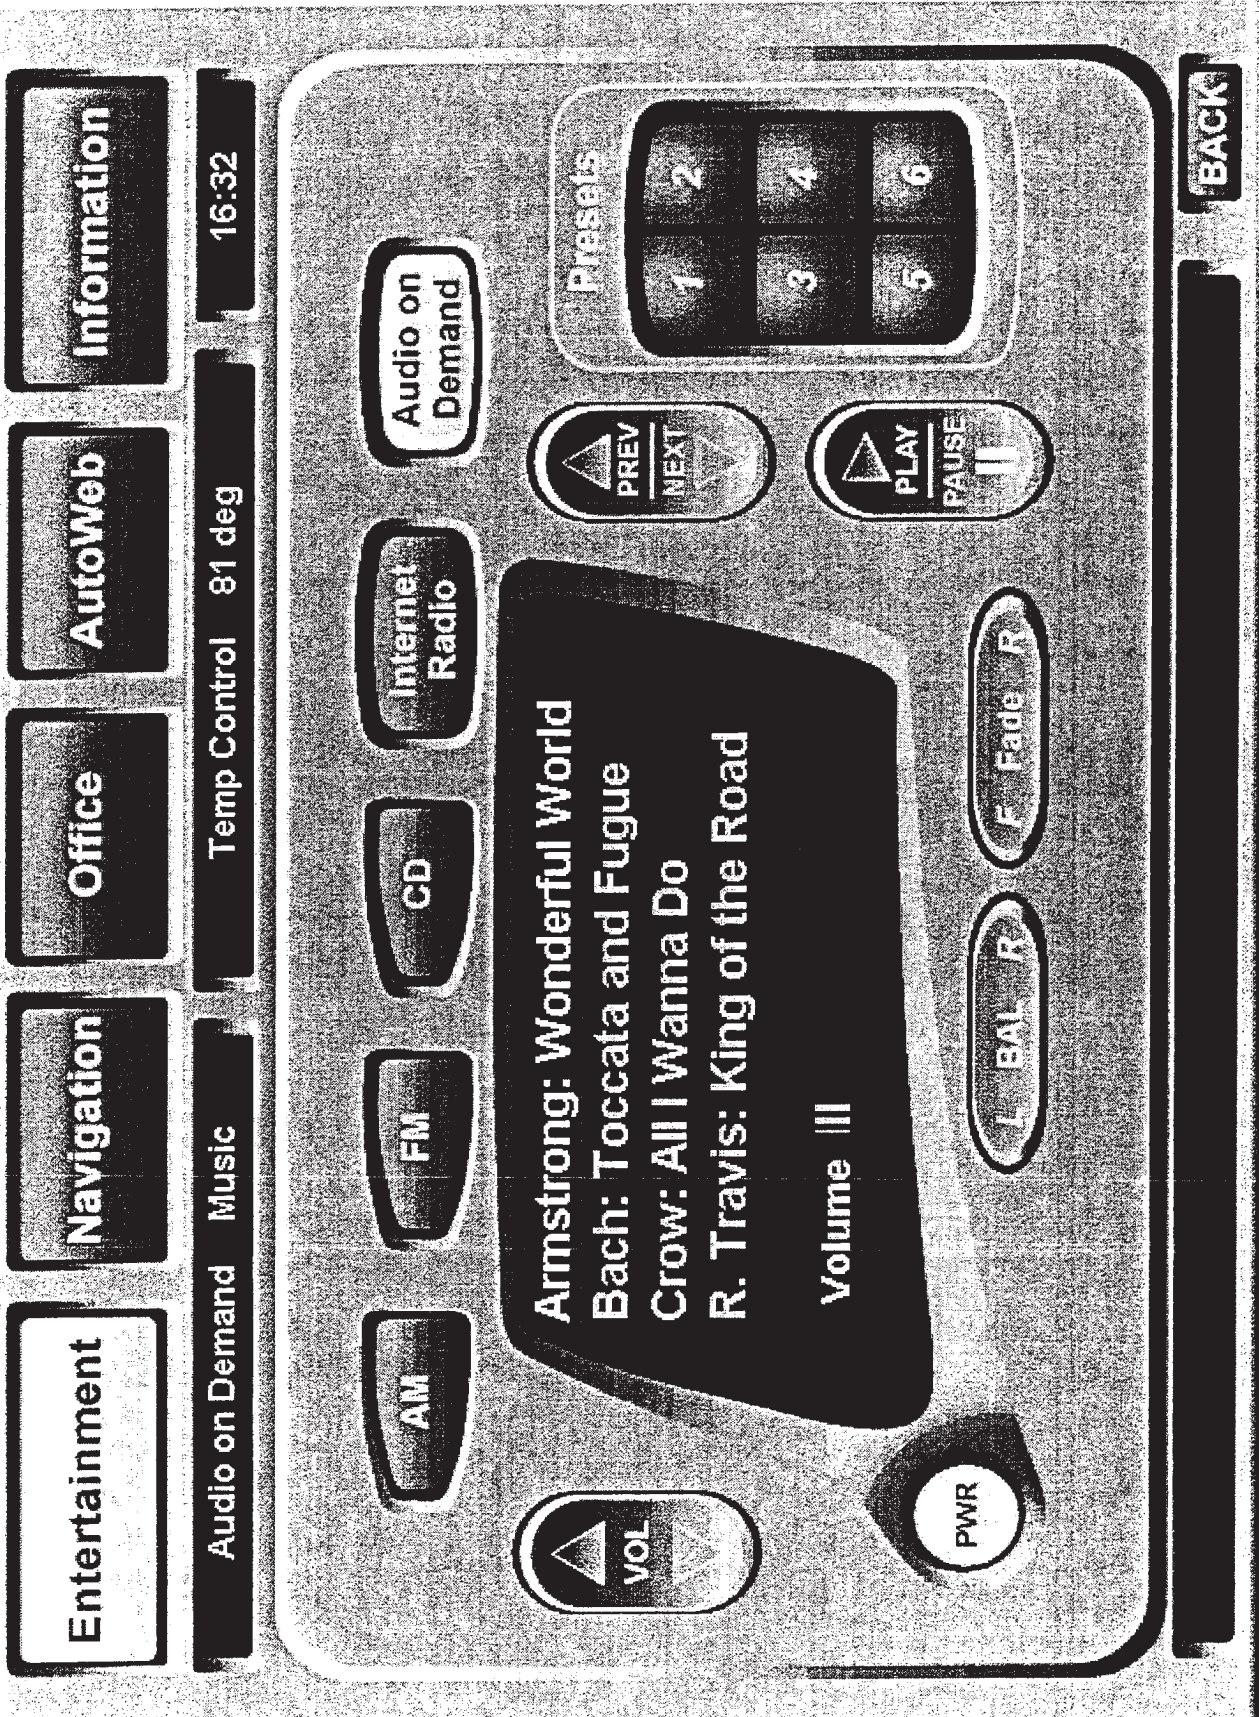 Entertainment
Navigation
Office
AutoWeb
Information
Audio on Demand Music
Temp Control 81 deg
16:32
AM
FM
CD
Internet
Radio
Audio on
Demand
VOL
Armstrong: Wonderful World
Bach: Toccata and Fugue
Crow: All I Wanna Do
R. Travis: King of the Road
Volume |||
PREV
NEXT
PLAY
PAUSE
Presets
1 2
3 4
5 6
PWR
L BAL R
F Fade R
BACK